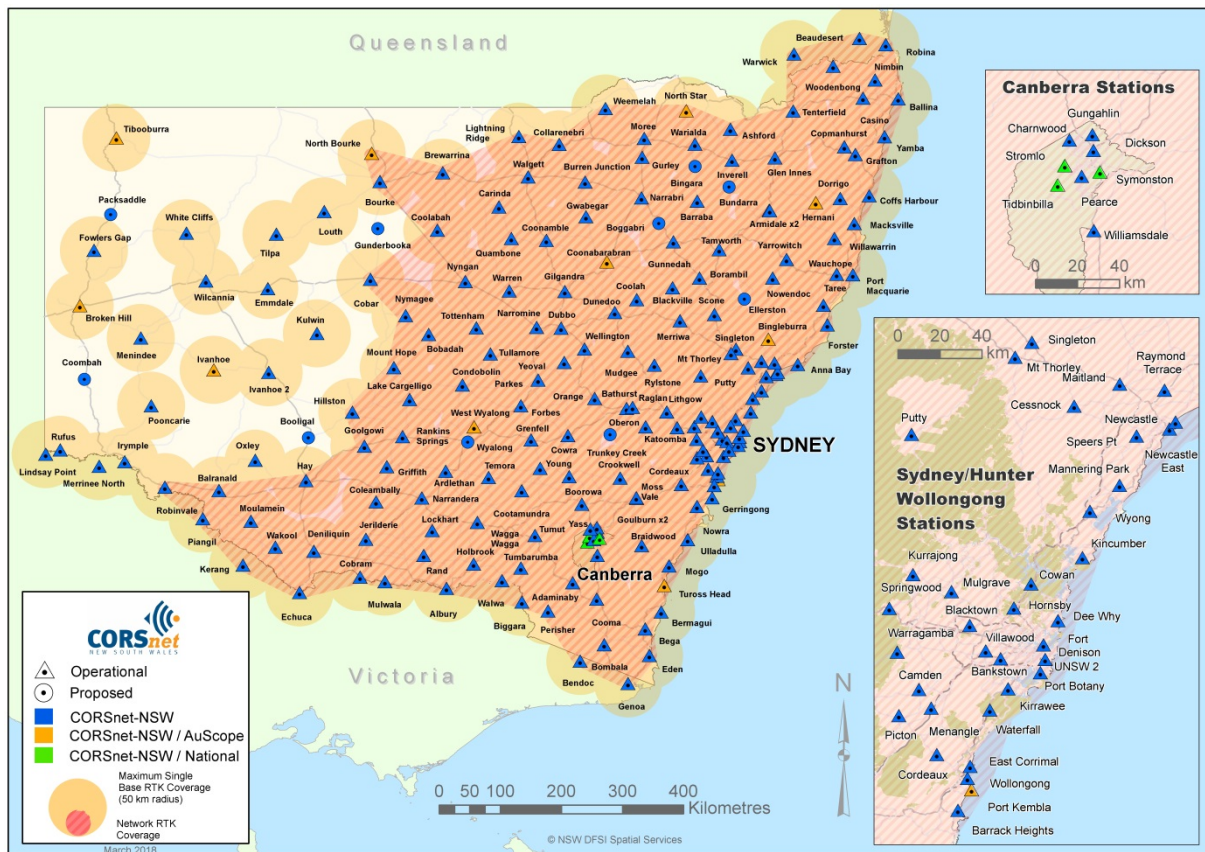 Queensland
Beaudesert
Robina
Warwick
Nimbin
Woodenbong
Weemelah
North Star
Tenterfield
Ballina
Tibooburra
Lightning
Ridge
Collarenebri
Moree
Warialda
Ashford
Casino
Copmanhurst
Yamba
North Bourke
Brewarrina
Walgett
Burren Junction
Gurley
Inverell
Glen Innes
Grafton
Bingara
Packsaddle
Bourke
Carinda
Narrabri
Bundarra
Dorrigo
White Cliffs
Louth
Gwabegar
Barraba
Coffs Harbour
Fowlers Gap
Tilpa
Gunderbooka
Coolabah
Coonamble
Boggabri
Armidale x2
Hernani
Macksville
Quambone
Coonabarabran
Tamworth
Yarrowitch
Willawarrin
Nyngan
Gunnedah
Wauchope
Wilcannia
Emmdale
Cobar
Warren
Gilgandra
Coolah
Borambil
Taree
Port
Macquarie
Nymagee
Dunedoo
Blackville
Scone
Nowendoc
Broken Hill
Kulwin
Tottenham
Narromine
Dubbo
Ellerston
Menindee
Merriwa
Bingleburra
Coombah
Ivanhoe
Mount Hope
Bobadah
Wellington
Singleton
Forster
Tullamore
Mt Thorley
Ivanhoe 2
Lake Cargelligo
Condobolin
Yeoval
Mudgee
Anna Bay
Parkes
Rylstone
Putty
Pooncarie
Hillston
Orange
Bathurst
Raglan
Lithgow
Booligal
West Wyalong
Forbes
Rufus
Irymple
Oxley
Goolgowi
Rankins
Springs
Grenfell
Oberon
Katoomba
SYDNEY
Wyalong
Lindsay Point
Hay
Cowra
Trunkey Creek
Merrinee North
Balranald
Griffith
Ardlethan
Temora
Young
Crookwell
Cordeaux
Robinvale
Coleambally
Narrandera
Boorowa
Moss
Vale
Gerringong
Moulamein
Cootamundra
Piangil
Deniliquin
Jerilderie
Lockhart
Yass
Goulburn x2
Nowra
Wakool
Wagga
Wagga
Tumut
Braidwood
Ulladulla
Kerang
Cobram
Holbrook
Tumbarumba
Canberra
Mogo
Rand
Echuca
Mulwala
Albury
Walwa
Adaminaby
Tuross Head
Biggara
Cooma
Bermagui
Perisher
Bega
Bombala
Eden
Bendoc
Genoa
Victoria
N
400 300 200 100 0 400
Kilometres
© NSW DFSI Spatial Services
CORSnet
NEW SOUTH WALES
Operational
Proposed
CORSnet-NSW
CORSnet-NSW / AuScope
CORSnet-NSW / National
Maximum Single
Base RTK Coverage
(50 km radius)
Network RTK
Coverage
March 2018
Canberra Stations
Gungahlin
Charnwood
Dickson
Stromlo
Symonston
Tidbinbilla
Pearce
Williamsdale
0 20 40
km
0 20 40
km
Singleton
Mt Thorley
Raymond
Terrace
Maitland
Cessnock
Putty
Newcastle
Speers Pt
Newcastle
East
Mannering Park
Sydney/Hunter
Wollongong
Stations
Wyong
Kincumber
Kurrajong
Cowan
Springwood
Mulgrave
Hornsby
Blacktown
Dee Why
Warragamba
Villawood
Fort
Denison
Bankstown
UNSW 2
Camden
Port Botany
Kirrawee
Picton
Menangle
Waterfall
Cordeaux
East Corrimal
Wollongong
Port Kembla
Barrack Heights